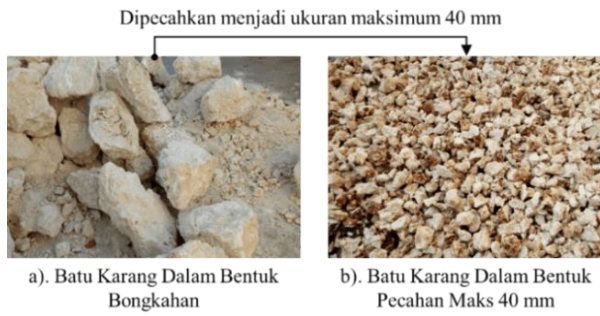 Dipecahkan menjadi ukuran maksimum 40 mm
a). Batu Karang Dalam Bentuk
Bongkahan
b). Batu Karang Dalam Bentuk
Pecahan Maks 40 mm